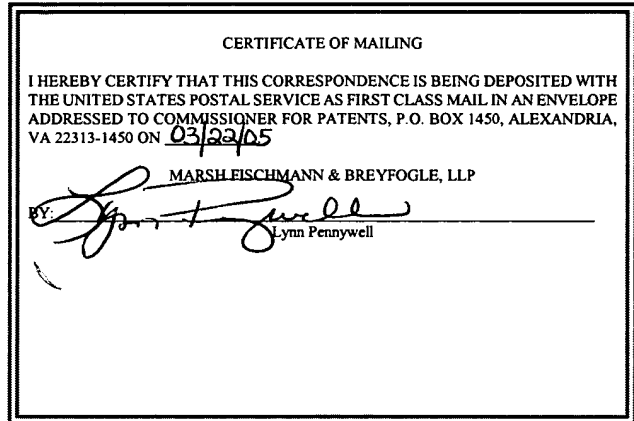 CERTIFICATE OF MAILING
I HEREBY CERTIFY THAT THIS CORRESPONDENCE IS BEING DEPOSITED WITH
THE UNITED STATES POSTAL SERVICE AS FIRST CLASS MAIL IN AN ENVELOPE
ADDRESSED TO COMMISSIONER FOR PATENTS, P.O. BOX 1450, ALEXANDRIA,
VA 22313-1450 ON 03/22/05
MARSH FISCHMANN & BREYFOGLE, LLP
BY: Lynn Pennywell
Lynn Pennywell